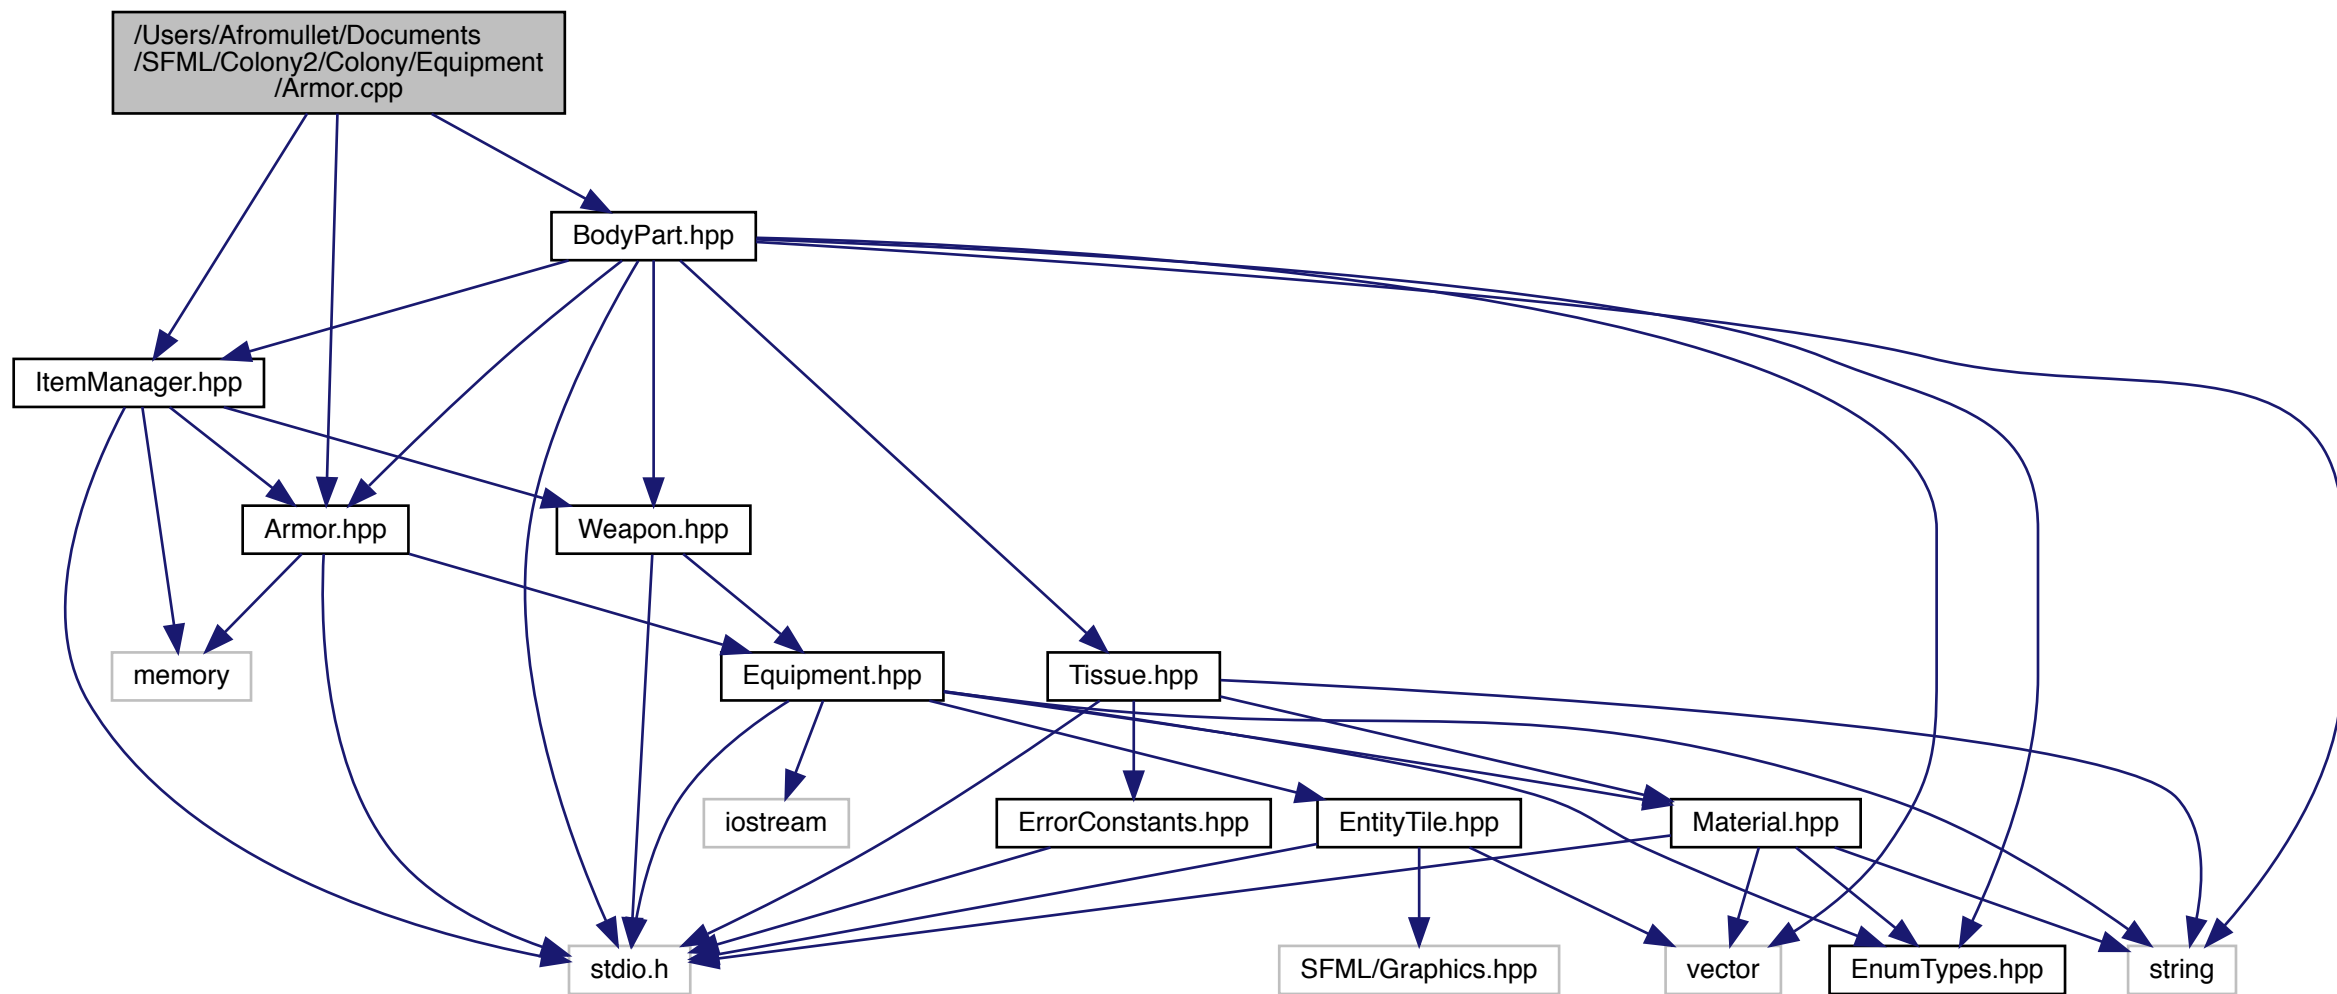 /Users/Afromullet/Documents
/SFML/Colony2/Colony/Equipment
/Armor.cpp
BodyPart.hpp
ItemManager.hpp
Armor.hpp
Weapon.hpp
memory
Equipment.hpp
Tissue.hpp
iostream
ErrorConstants.hpp
EntityTile.hpp
Material.hpp
stdio.h
SFML/Graphics.hpp
vector
EnumTypes.hpp
string